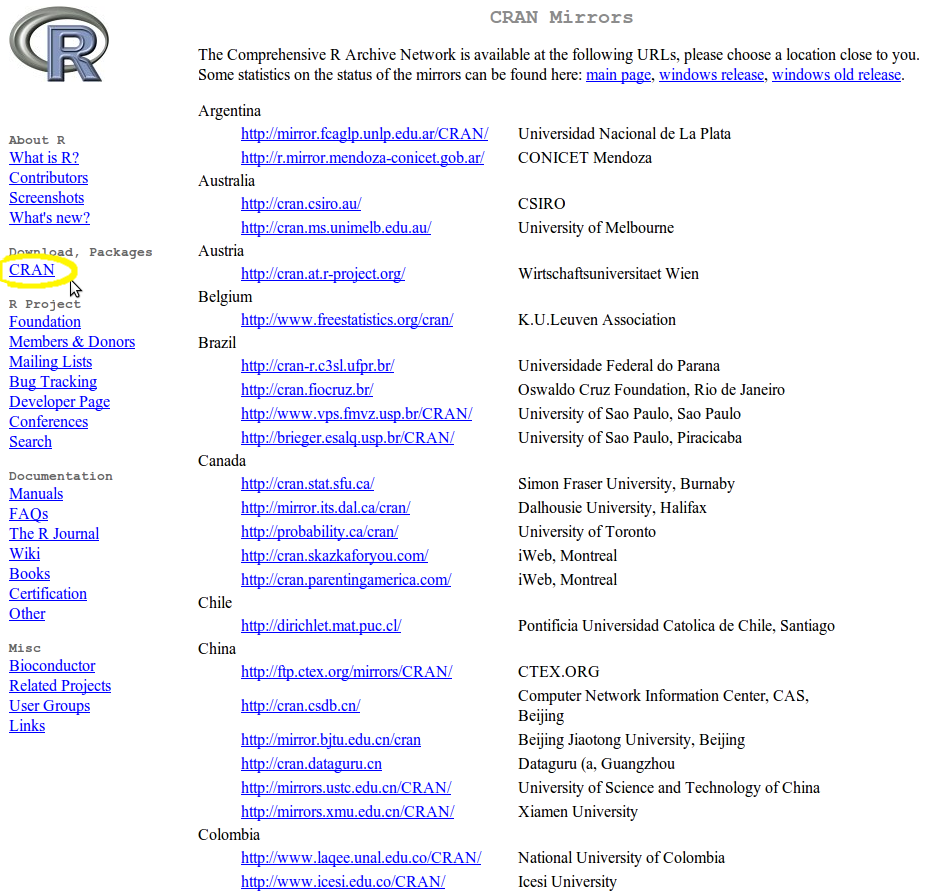 R
About R
What is R?
Contributors
Screenshots
What's new?
Download, Packages
CRAN
R Project
Foundation
Members & Donors
Mailing Lists
Bug Tracking
Developer Page
Conferences
Search
Documentation
Manuals
FAQs
The R Journal
Wiki
Books
Certification
Other
Misc
Bioconductor
Related Projects
User Groups
Links
CRAN Mirrors
The Comprehensive R Archive Network is available at the following URLs, please choose a location close to you.
Some statistics on the status of the mirrors can be found here: main page, windows release, windows old release.
Argentina
http://mirror.fcaglp.unlp.edu.ar/CRAN/ Universidad Nacional de La Plata
http://r.mirror.mendoza-conicet.gob.ar/ CONICET Mendoza
Australia
http://cran.csiro.au/ CSIRO
http://cran.ms.unimelb.edu.au/ University of Melbourne
Austria
http://cran.at.r-project.org/ Wirtschaftsuniversitaet Wien
Belgium
http://www.freestatistics.org/cran/ K.U.Leuven Association
Brazil
http://cran-r.c3sl.ufpr.br/ Universidade Federal do Parana
http://cran.fiocruz.br/ Oswaldo Cruz Foundation, Rio de Janeiro
http://www.vps.fmvz.usp.br/CRAN/ University of Sao Paulo, Sao Paulo
http://brieger.esalq.usp.br/CRAN/ University of Sao Paulo, Piracicaba
Canada
http://cran.stat.sfu.ca/ Simon Fraser University, Burnaby
http://mirror.its.dal.ca/cran/ Dalhousie University, Halifax
http://probability.ca/cran/ University of Toronto
http://cran.skazkaforyou.com/ iWeb, Montreal
http://cran.parentingamerica.com/ iWeb, Montreal
Chile
http://dirichlet.mat.puc.cl/ Pontificia Universidad Catolica de Chile, Santiago
China
http://ftp.ctex.org/mirrors/CRAN/ CTEX.ORG
http://cran.csdb.cn/ Computer Network Information Center, CAS,
Beijing
http://mirror.bjtu.edu.cn/cran Beijing Jiaotong University, Beijing
http://cran.dataguru.cn Dataguru (a, Guangzhou
http://mirrors.ustc.edu.cn/CRAN/ University of Science and Technology of China
http://mirrors.xmu.edu.cn/CRAN/ Xiamen University
Colombia
http://www.laqee.unal.edu.co/CRAN/ National University of Colombia
http://www.icesi.edu.co/CRAN/ Icesi University